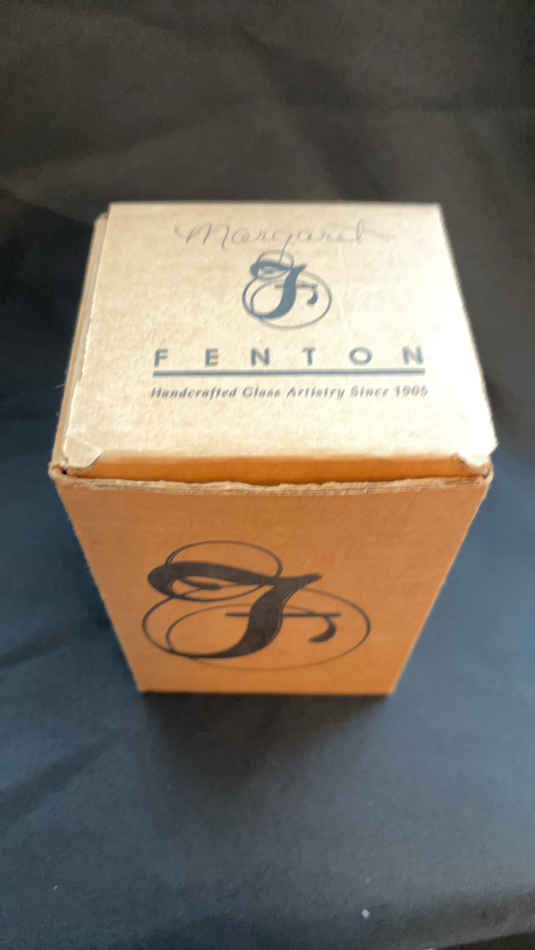 Margaret
F
FENTON
Handcrafted Glass Artistry Since 1905
F